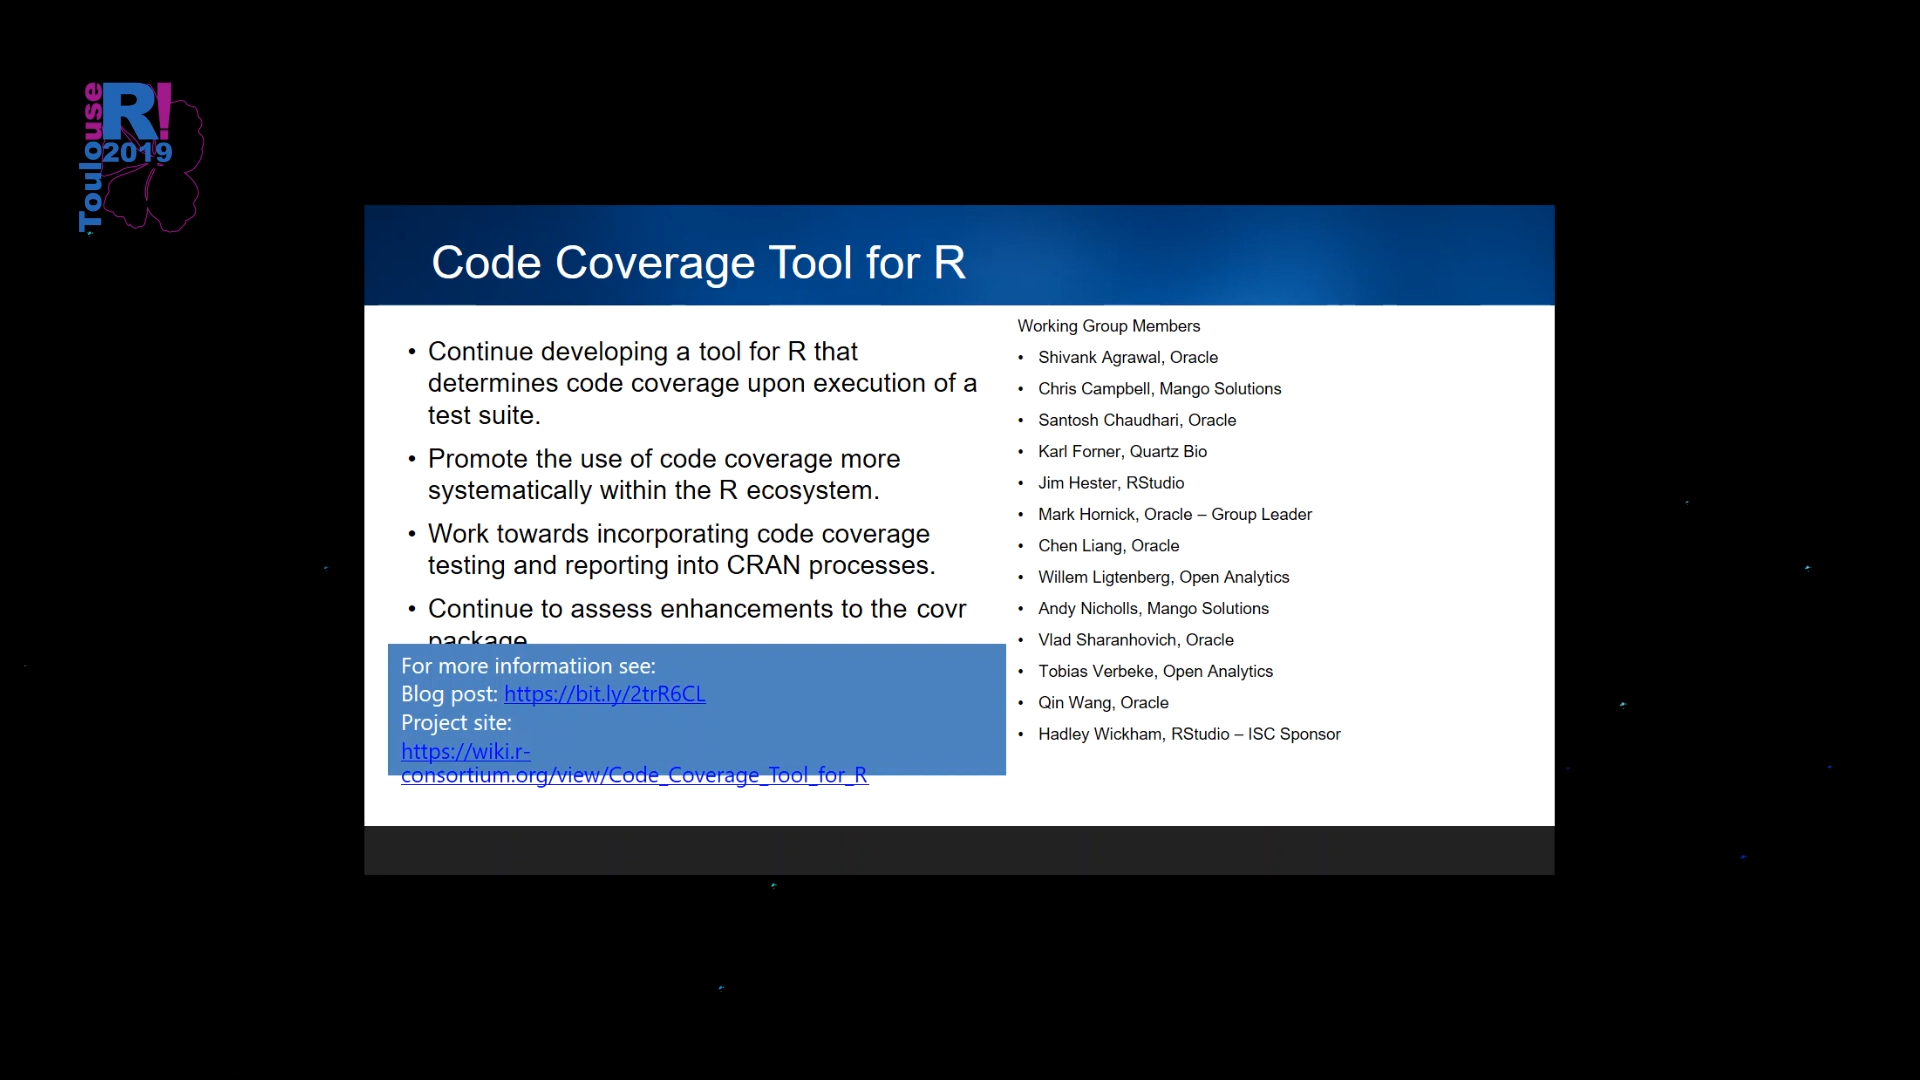 Toulouse
R!
2019
Code Coverage Tool for R
• Continue developing a tool for R that
determines code coverage upon execution of a
test suite.
• Promote the use of code coverage more
systematically within the R ecosystem.
• Work towards incorporating code coverage
testing and reporting into CRAN processes.
• Continue to assess enhancements to the covr
package
For more informatiion see:
Blog post: https://bit.ly/2trR6CL
Project site:
https://wiki.r-
consortium.org/view/Code_Coverage_Tool_for_R
Working Group Members
• Shivank Agrawal, Oracle
• Chris Campbell, Mango Solutions
• Santosh Chaudhari, Oracle
• Karl Forner, Quartz Bio
• Jim Hester, RStudio
• Mark Hornick, Oracle – Group Leader
• Chen Liang, Oracle
• Willem Ligtenberg, Open Analytics
• Andy Nicholls, Mango Solutions
• Vlad Sharanhovich, Oracle
• Tobias Verbeke, Open Analytics
• Qin Wang, Oracle
• Hadley Wickham, RStudio – ISC Sponsor